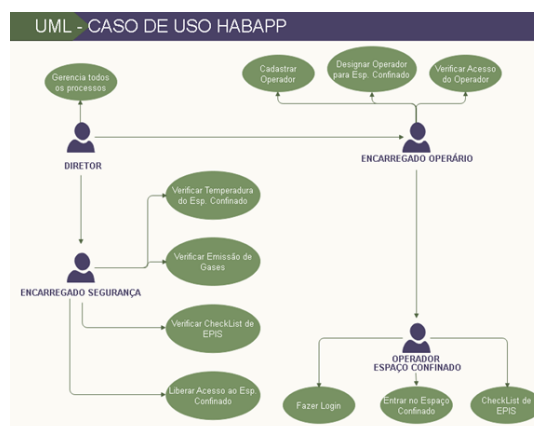 UML - CASO DE USO HABAPP
Gerencia todos
os processos
Cadastrar
Operador
Designar Operador
para Esp. Confinado
Verificar Acesso
do Operador
DIRETOR
ENCARREGADO OPERÁRIO
Verificar Temperatura
do Esp. Confinado
Verificar Emissão de
Gases
ENCARREGADO SEGURANÇA
Verificar CheckList de
EPIS
Liberar Acesso ao Esp.
Confinado
OPERADOR
ESPAÇO CONFINADO
Fazer Login
Entrar no Espaço
Confinado
CheckList de
EPIS